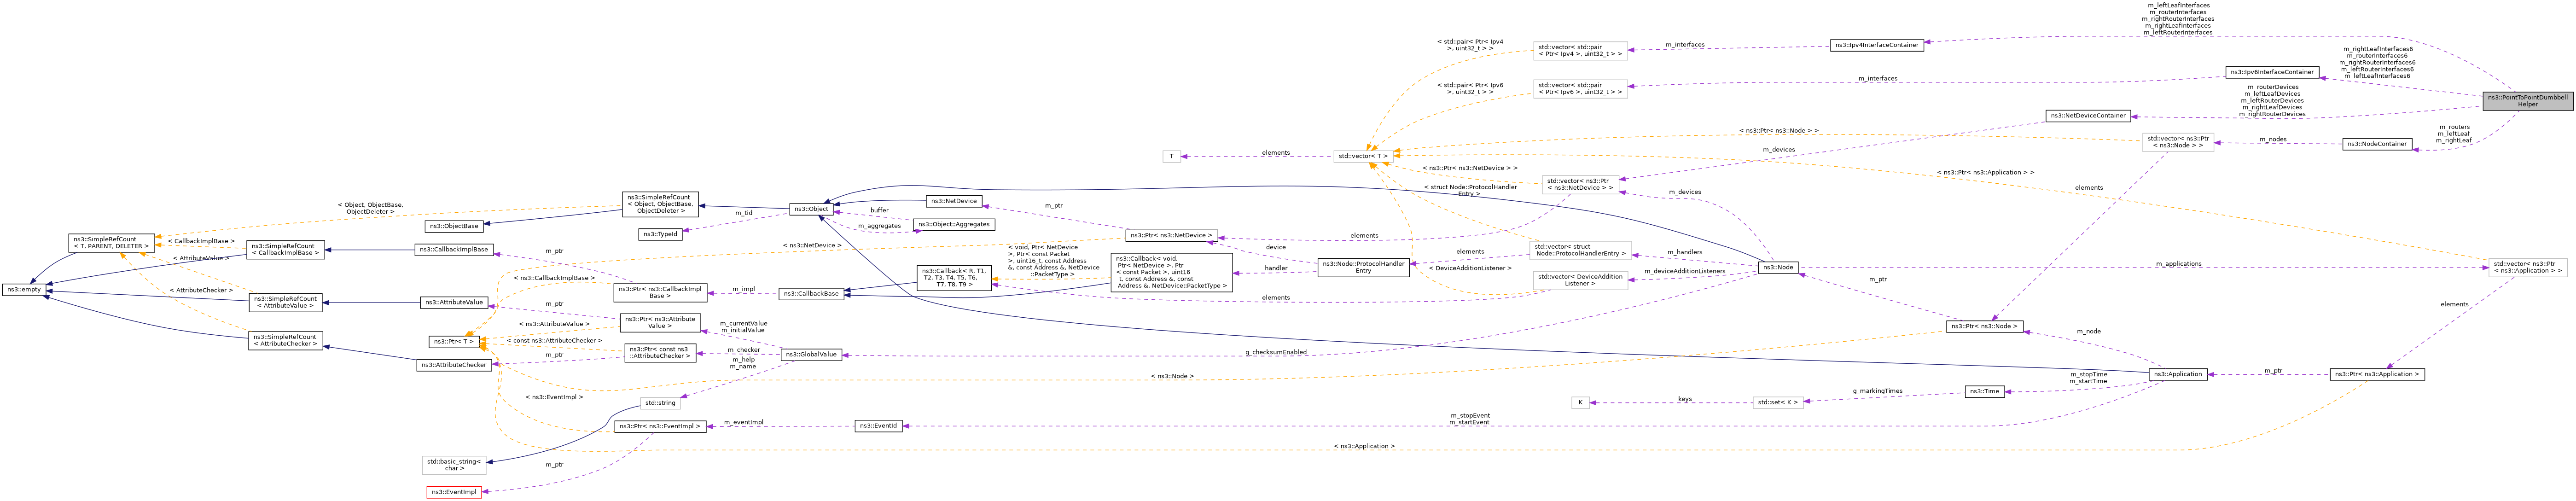 m_leftLeafInterfaces
m_routerInterfaces
m_rightRouterInterfaces
m_rightLeafInterfaces
m_leftRouterInterfaces
< std::pair< Ptr< Ipv4
>, uint32_t > >
std::vector< std::pair
< Ptr< Ipv4 >, uint32_t > >
m_interfaces
ns3::Ipv4InterfaceContainer
m_rightLeafInterfaces6
m_routerInterfaces6
m_rightRouterInterfaces6
m_leftRouterInterfaces6
m_leftLeafInterfaces6
ns3::Ipv6InterfaceContainer
m_interfaces
< std::pair< Ptr< Ipv6
>, uint32_t > >
std::vector< std::pair
< Ptr< Ipv6 >, uint32_t > >
m_routerDevices
m_leftLeafDevices
m_leftRouterDevices
m_rightLeafDevices
m_rightRouterDevices
ns3::PointToPointDumbbell
Helper
ns3::NetDeviceContainer
< ns3::Ptr< ns3::Node > >
m_routers
m_leftLeaf
m_rightLeaf
std::vector< ns3::Ptr
< ns3::Node > >
m_nodes
ns3::NodeContainer
T
elements
std::vector< T >
m_devices
< ns3::Ptr< ns3::NetDevice > >
< ns3::Ptr< ns3::Application > >
std::vector< ns3::Ptr
< ns3::NetDevice > >
< struct Node::ProtocolHandler
Entry >
m_devices
elements
ns3::SimpleRefCount
< Object, ObjectBase,
ObjectDeleter >
< Object, ObjectBase,
ObjectDeleter >
ns3::NetDevice
m_ptr
ns3::Object
buffer
m_tid
m_aggregates
ns3::ObjectBase
ns3::Object::Aggregates
ns3::TypeId
ns3::Ptr< ns3::NetDevice >
elements
ns3::SimpleRefCount
< T, PARENT, DELETER >
< CallbackImplBase >
ns3::SimpleRefCount
< CallbackImplBase >
ns3::CallbackImplBase
m_ptr
< ns3::NetDevice >
< void, Ptr< NetDevice
>, Ptr< const Packet
>, uint16_t, const Address
&, const Address &, NetDevice
::PacketType >
device
elements
std::vector< struct
Node::ProtocolHandlerEntry >
m_handlers
< AttributeValue >
ns3::Callback< R, T1,
T2, T3, T4, T5, T6,
T7, T8, T9 >
ns3::Callback< void,
Ptr< NetDevice >, Ptr
< const Packet >, uint16
_t, const Address &, const
Address &, NetDevice::PacketType >
handler
ns3::Node::ProtocolHandler
Entry
< DeviceAdditionListener >
std::vector< DeviceAddition
Listener >
m_deviceAdditionListeners
ns3::Node
m_applications
std::vector< ns3::Ptr
< ns3::Application > >
< ns3::CallbackImplBase >
m_ptr
ns3::empty
< AttributeChecker >
ns3::Ptr< ns3::CallbackImpl
Base >
m_impl
ns3::CallbackBase
elements
ns3::SimpleRefCount
< AttributeValue >
ns3::AttributeValue
m_ptr
elements
< ns3::AttributeValue >
ns3::Ptr< ns3::Attribute
Value >
m_currentValue
m_initialValue
ns3::Ptr< ns3::Node >
m_node
ns3::SimpleRefCount
< AttributeChecker >
ns3::Ptr< T >
< const ns3::AttributeChecker >
ns3::Ptr< const ns3
::AttributeChecker >
m_checker
m_help
m_name
ns3::GlobalValue
g_checksumEnabled
m_ptr
ns3::AttributeChecker
< ns3::Node >
m_stopTime
m_startTime
ns3::Application
m_ptr
ns3::Ptr< ns3::Application >
< ns3::EventImpl >
std::string
K
keys
std::set< K >
g_markingTimes
ns3::Time
ns3::Ptr< ns3::EventImpl >
m_eventImpl
ns3::EventId
m_stopEvent
m_startEvent
< ns3::Application >
std::basic_string<
char >
m_ptr
ns3::EventImpl